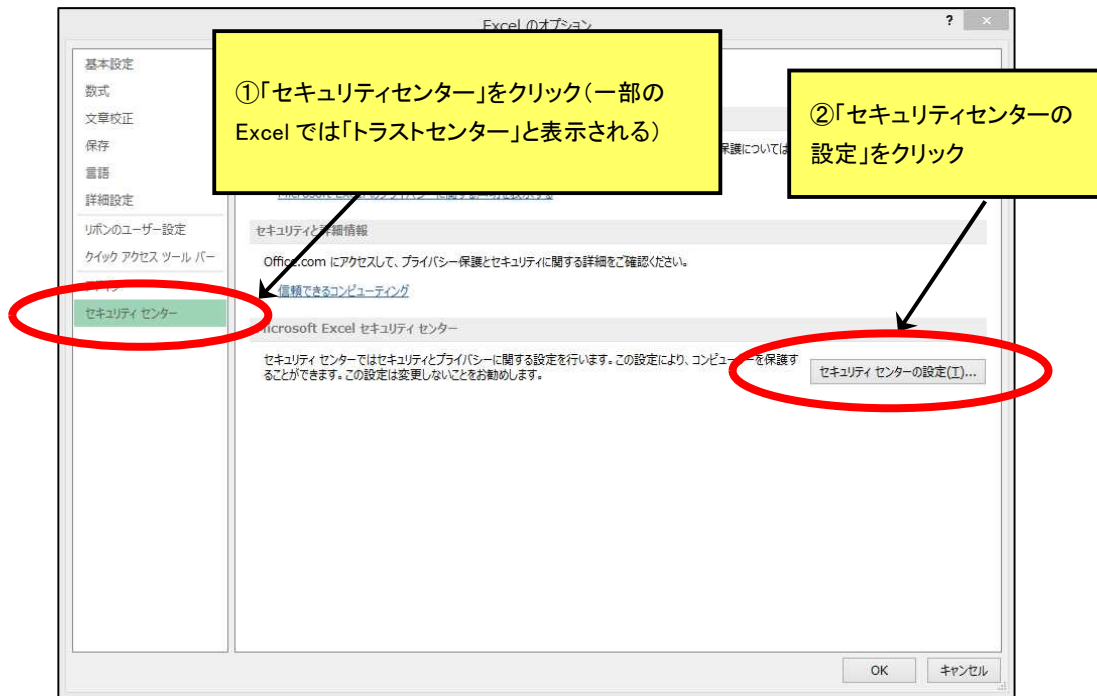 Excel のオプション
?
基本設定
数式
文章校正
保存
言語
詳細設定
リボンのユーザー設定
クイック アクセス ツール バー
セキュリティ センター
①「セキュリティセンター」をクリック（一部の
Excel では「トラストセンター」と表示される）
②「セキュリティセンターの
設定」をクリック
保護については
セキュリティと詳細情報
Office.com にアクセスして、プライバシー保護とセキュリティに関する詳細をご確認ください。
信頼できるコンピューティング
icrosoft Excel セキュリティ センター
セキュリティ センターではセキュリティとプライバシーに関する設定を行います。この設定により、コンピューターを保護す
ることができます。この設定は変更しないことをお勧めします。
セキュリティ センターの設定(T)...
OK
キャンセル